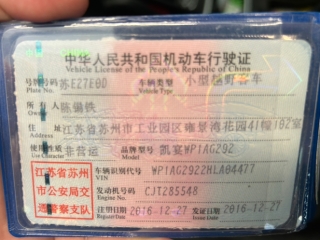 中华人民共和国机动车行驶证
Vehicle License of the People's Republic of China
号牌号码 苏E27E00 车辆类型 小型越野客车
Plate No. Vehicle Type
所有人 陈 铁
Owner
住址 江苏省苏州市工业园区雍景湾花园41幢102室
Address
使用性质 非营运 品牌型号 凯宴WP1AG292
Use Character Model
江苏省苏州
市公安局交
通警察支队
车辆识别代号 WP1AG2922HLA04477
VIN
发动机号码 CJT285548
Engine No.
注册日期 2016-12-27 发证日期 2016-12-27
Register Date Issue Date